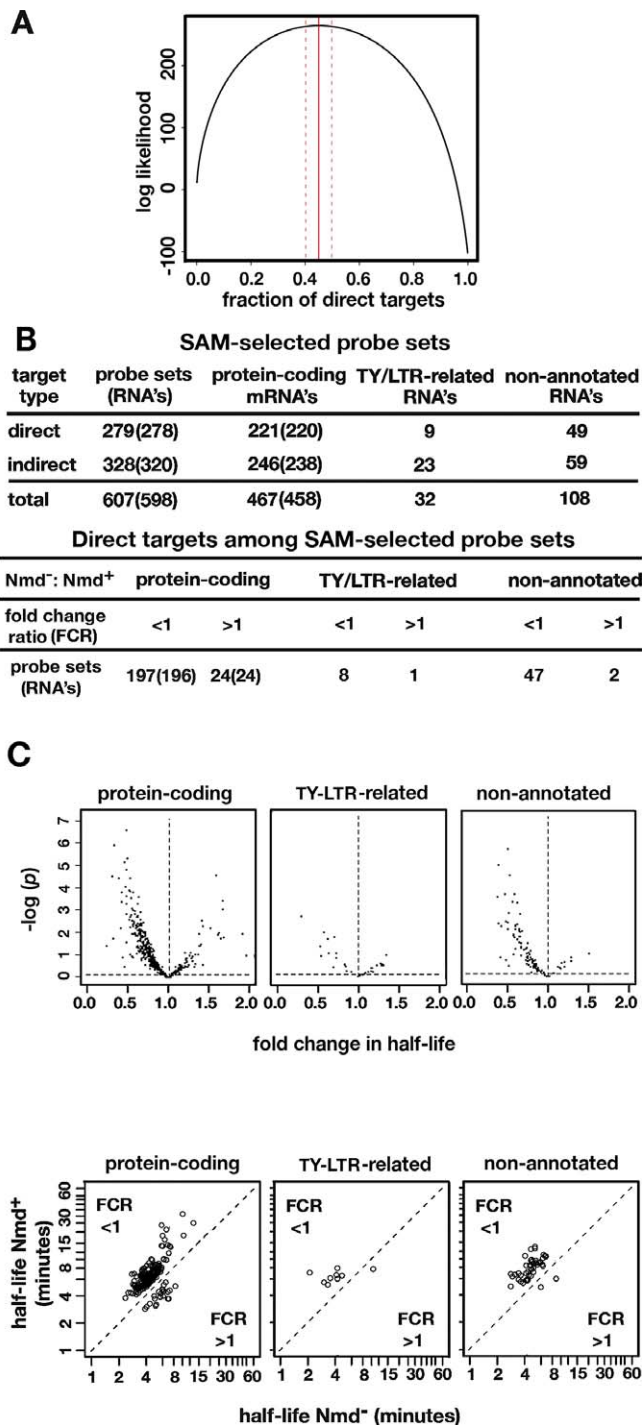 A
log likelihood
200
100
0
-100
0.0 0.2 0.4 0.6 0.8 1.0
fraction of direct targets
B
SAM-selected probe sets
target type probe sets (RNA's) protein-coding mRNA's TY/LTR-related RNA's non-annotated RNA's
direct 279(278) 221(220) 9 49
indirect 328(320) 246(238) 23 59
total 607(598) 467(458) 32 108
Direct targets among SAM-selected probe sets
Nmd⁻: Nmd⁺ protein-coding TY/LTR-related non-annotated
fold change ratio (FCR) <1 >1 <1 >1 <1 >1
probe sets (RNA's) 197(196) 24(24) 8 1 47 2
C
protein-coding TY-LTR-related non-annotated
-log (p)
7
6
5
4
3
2
1
0
0.0 0.5 1.0 1.5 2.0 0.0 0.5 1.0 1.5 2.0 0.0 0.5 1.0 1.5 2.0
fold change in half-life
protein-coding TY-LTR-related non-annotated
half-life Nmd⁺ (minutes)
60
30
15
8
4
2
1
FCR <1 FCR <1 FCR <1
FCR >1 FCR >1 FCR >1
1 2 4 8 15 30 60 1 2 4 8 15 30 60 1 2 4 8 15 30 60
half-life Nmd⁻ (minutes)